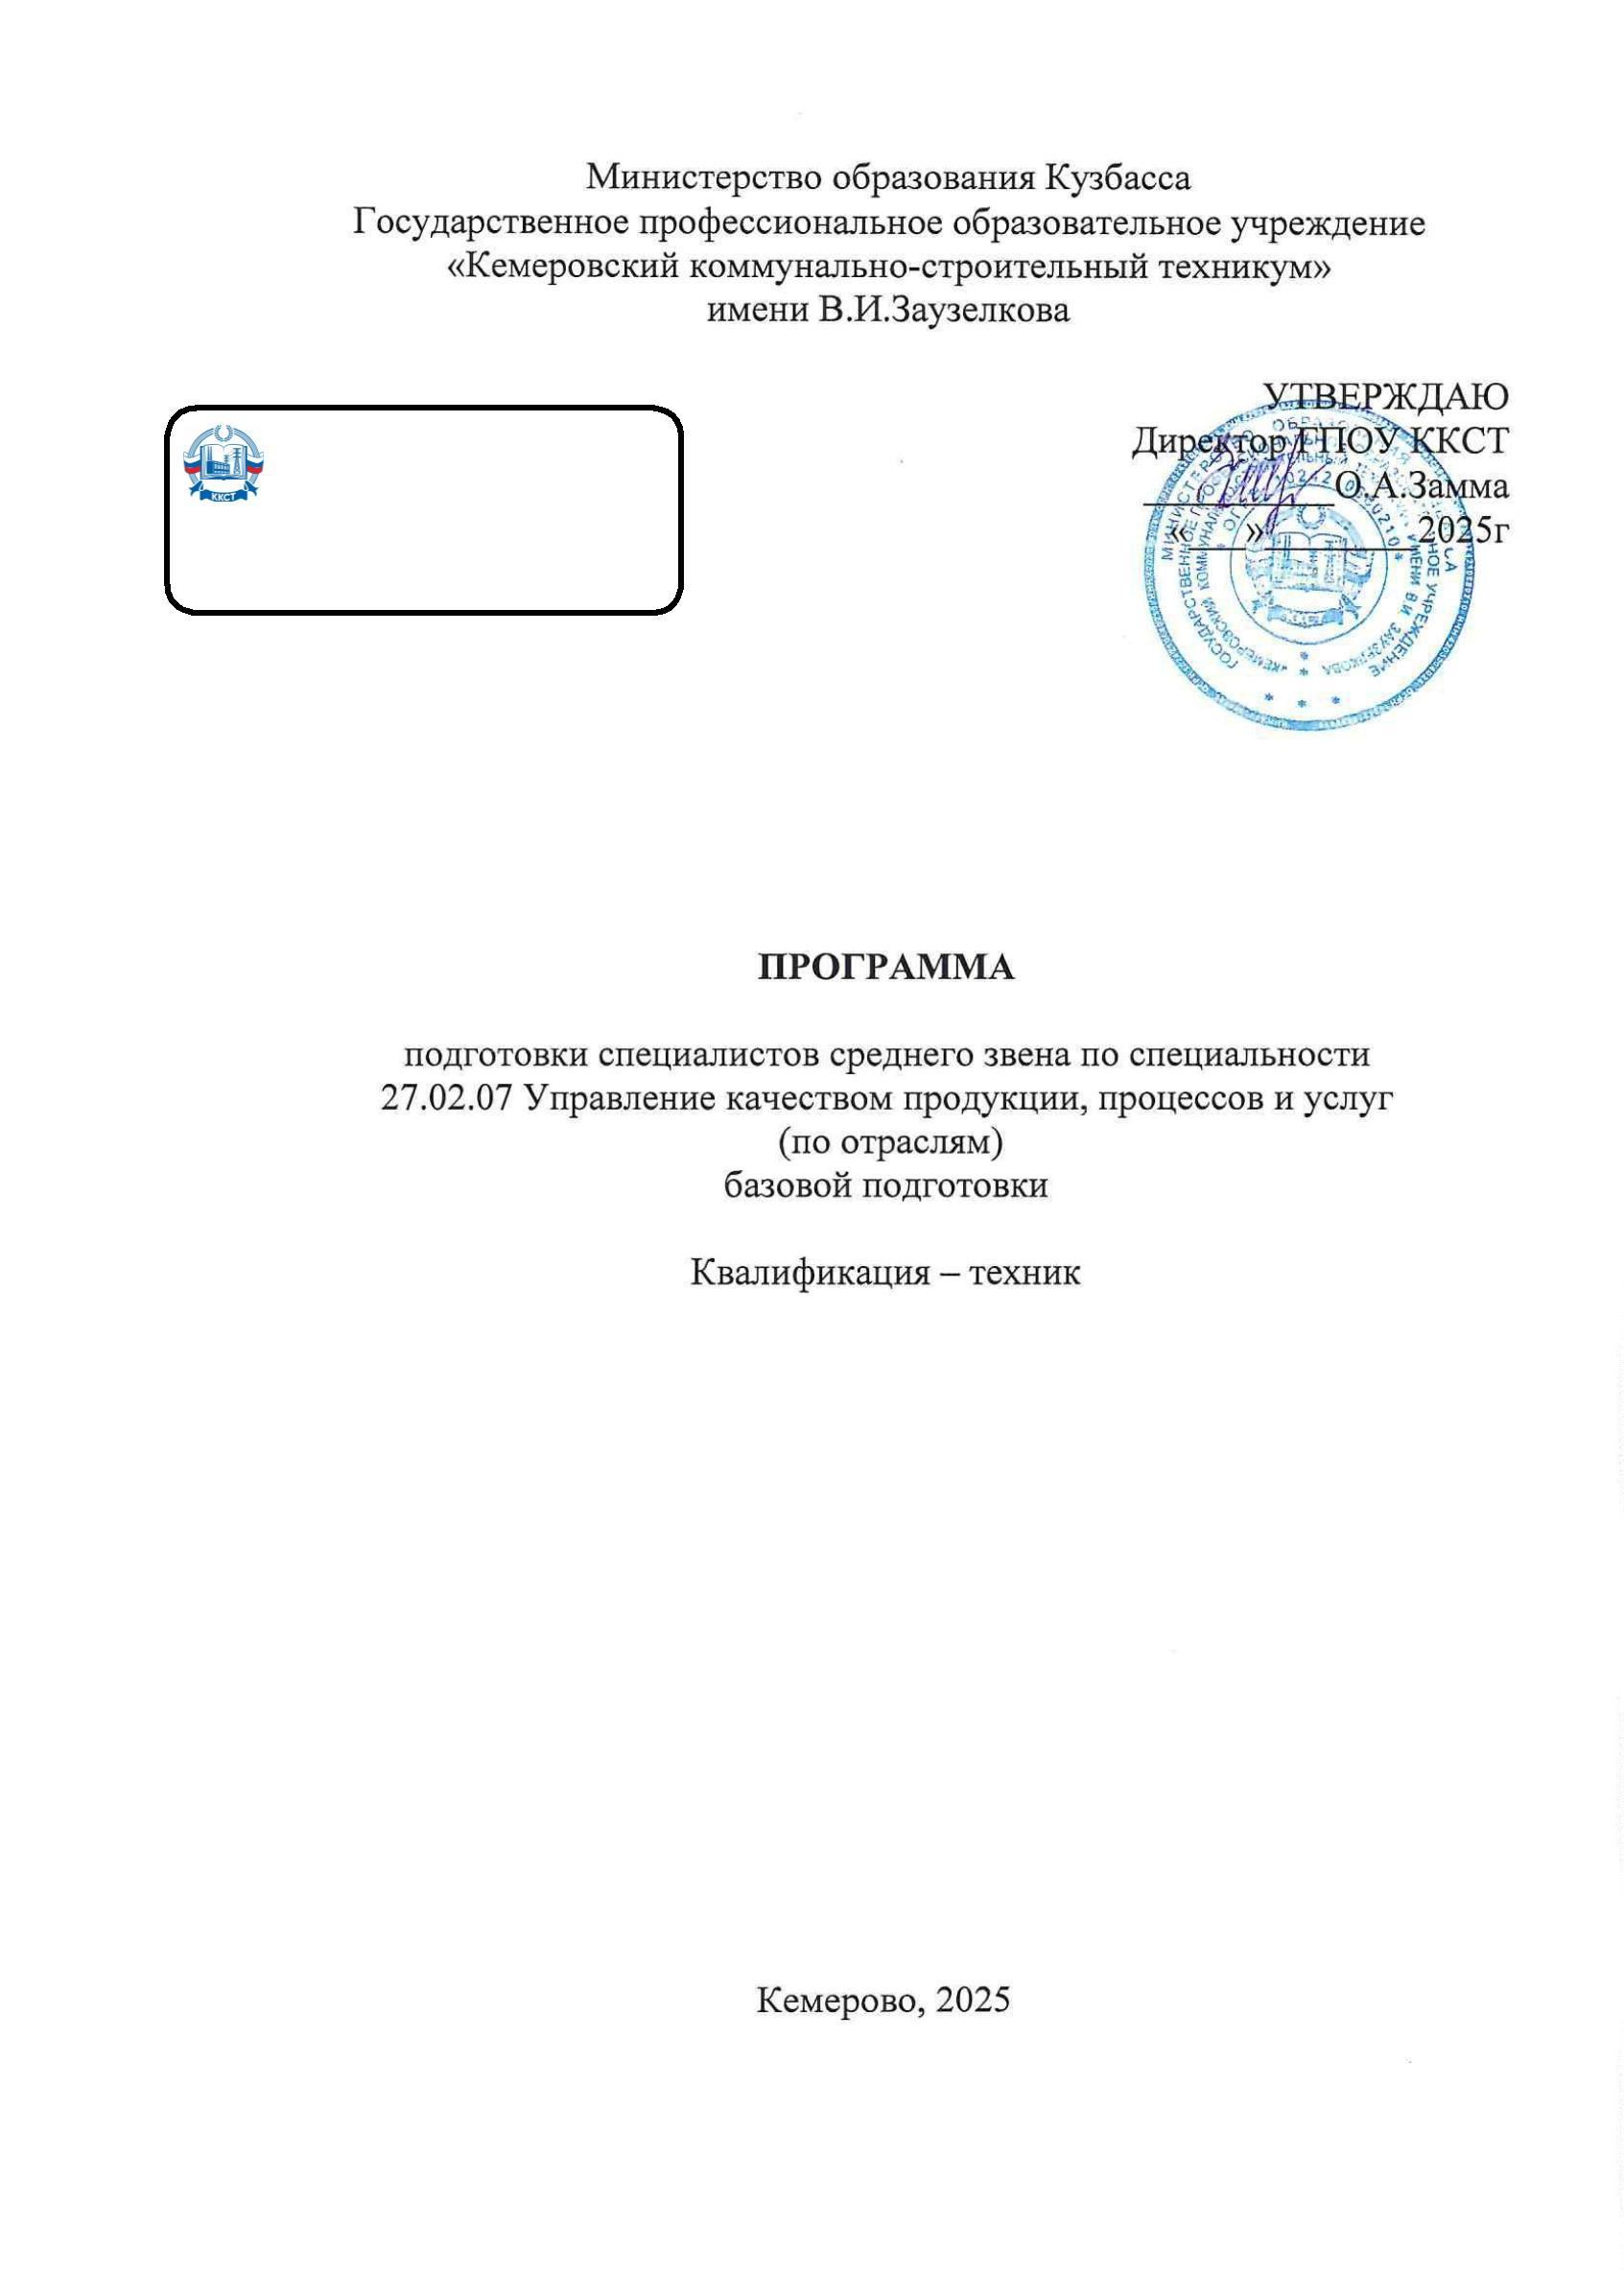 Министерство образования Кузбасса
Государственное профессиональное образовательное учреждение
«Кемеровский коммунально-строительный техникум»
имени В.И.Заузелкова
УТВЕРЖДАЮ
Директор ГПОУ ККСТ
О.А.Замма
«___»________2025г
ККСТ
ПРОГРАММА
подготовки специалистов среднего звена по специальности
27.02.07 Управление качеством продукции, процессов и услуг
(по отраслям)
базовой подготовки
Квалификация – техник
Кемерово, 2025